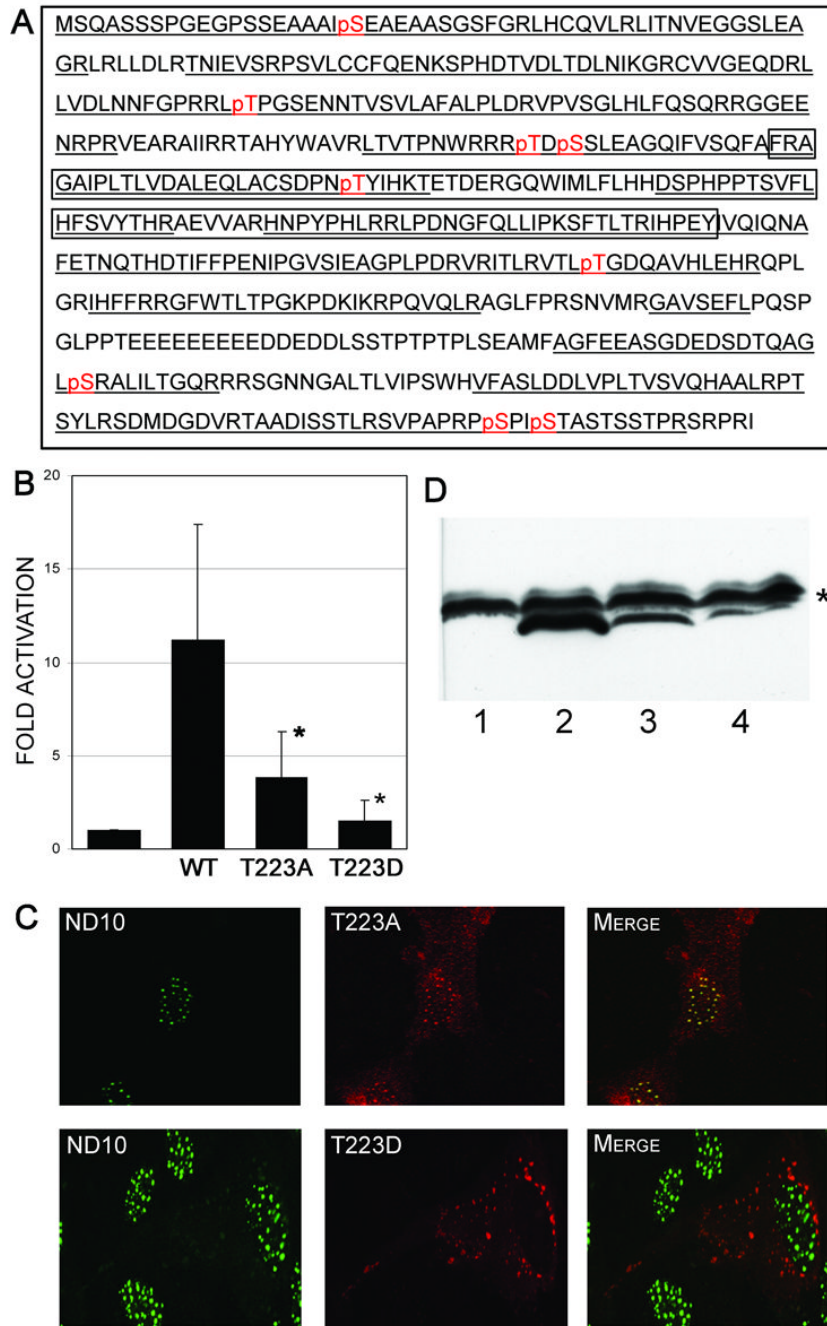 A
MSQASSSPGEGPSSEAAAIpSEAEAASGSFGRLHCQVLRLITNVEGGSLEA
GRLRLLDLRTNIEVSRPSVLCCFQENKSPHDTVDLTDLNIKGRCVVGEQDRL
LVDLNNFGPRRLpTPGSENNTVSVLAFALPLDRVPVSGLHLFQSQRRGGEE
NRPRVEARAIIRRTAHYWAVRLTVTPNWRRRpTDpSSLEAGQIFVSQFAFRA
GAIPLTLVDALEQLACSDPNpTYIHKTETDERGQWIMLFLHHDSPHPPTSVFL
HFSVYTHRAEVVARHNPYPHLRRLPDNGFQLLIPKSFTLTRIHPEYIVQIQNA
FETNQTHDTIFFPENIPGVSIEAGPLPDRVRITLRVTLpTGDQAVHLEHRQPL
GRIHFFRRGFWTLTPGKPDKIKRPQVQLRAGLFPRSNVMRGAVSEFLPQSP
GLPPTEEEEEEEEEEDDEDDLSSTPTPTPLSEAMFAGFEEASGDEDSDTQAG
LpSRALILTGQRRRSGNNGALTLVIPSWHVFASLDDLVPLTVSVQHAALRPT
SYLRSDMDGDVRTAADISSTLRSVPAPRPpSPIpSTASTSSTPRSRPRI
B
20
15
10
5
0
FOLD ACTIVATION
*
*
WT T223A T223D
D
*
1 2 3 4
C
ND10 T223A MERGE
ND10 T223D MERGE